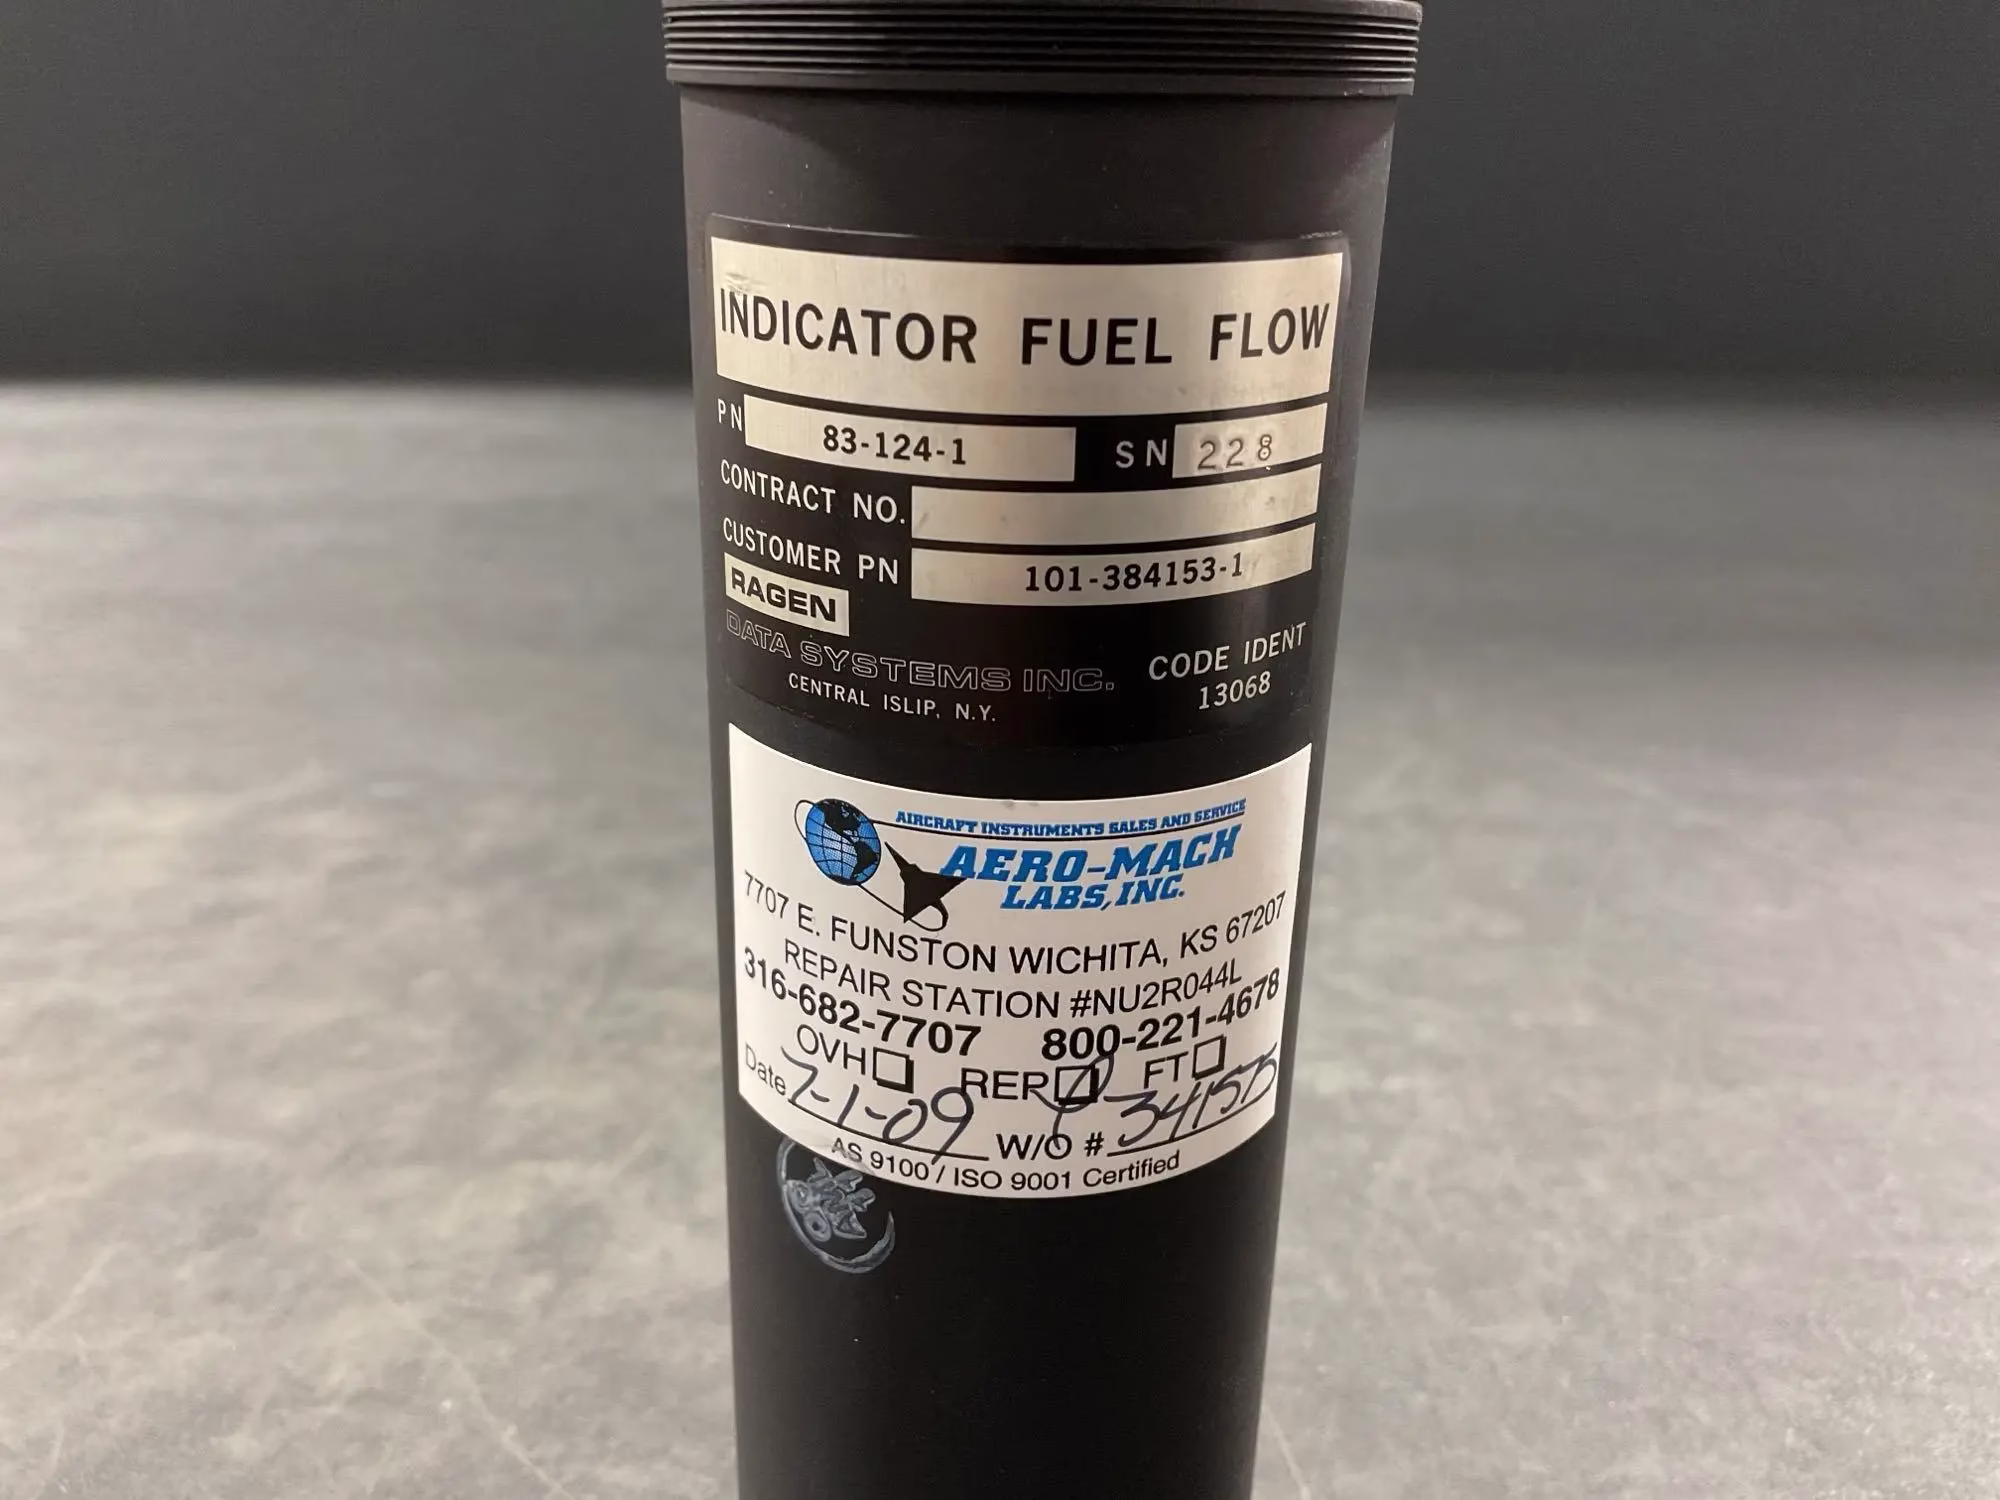 INDICATOR FUEL FLOW
PN 83-124-1 SN 228
CONTRACT NO.
CUSTOMER PN 101-384153-1
RAGEN
DATA SYSTEMS INC.
CENTRAL ISLIP, N.Y.
CODE IDENT
13068
AIRCRAFT INSTRUMENTS SALES AND SERVICE
AERO-MACH
LABS, INC.
7707 E. FUNSTON WICHITA, KS 67207
REPAIR STATION #NU2R044L
316-682-7707 800-221-4678
OVH REP FT
Date 7-1-09 W/O # 341575
AS 9100 / ISO 9001 Certified